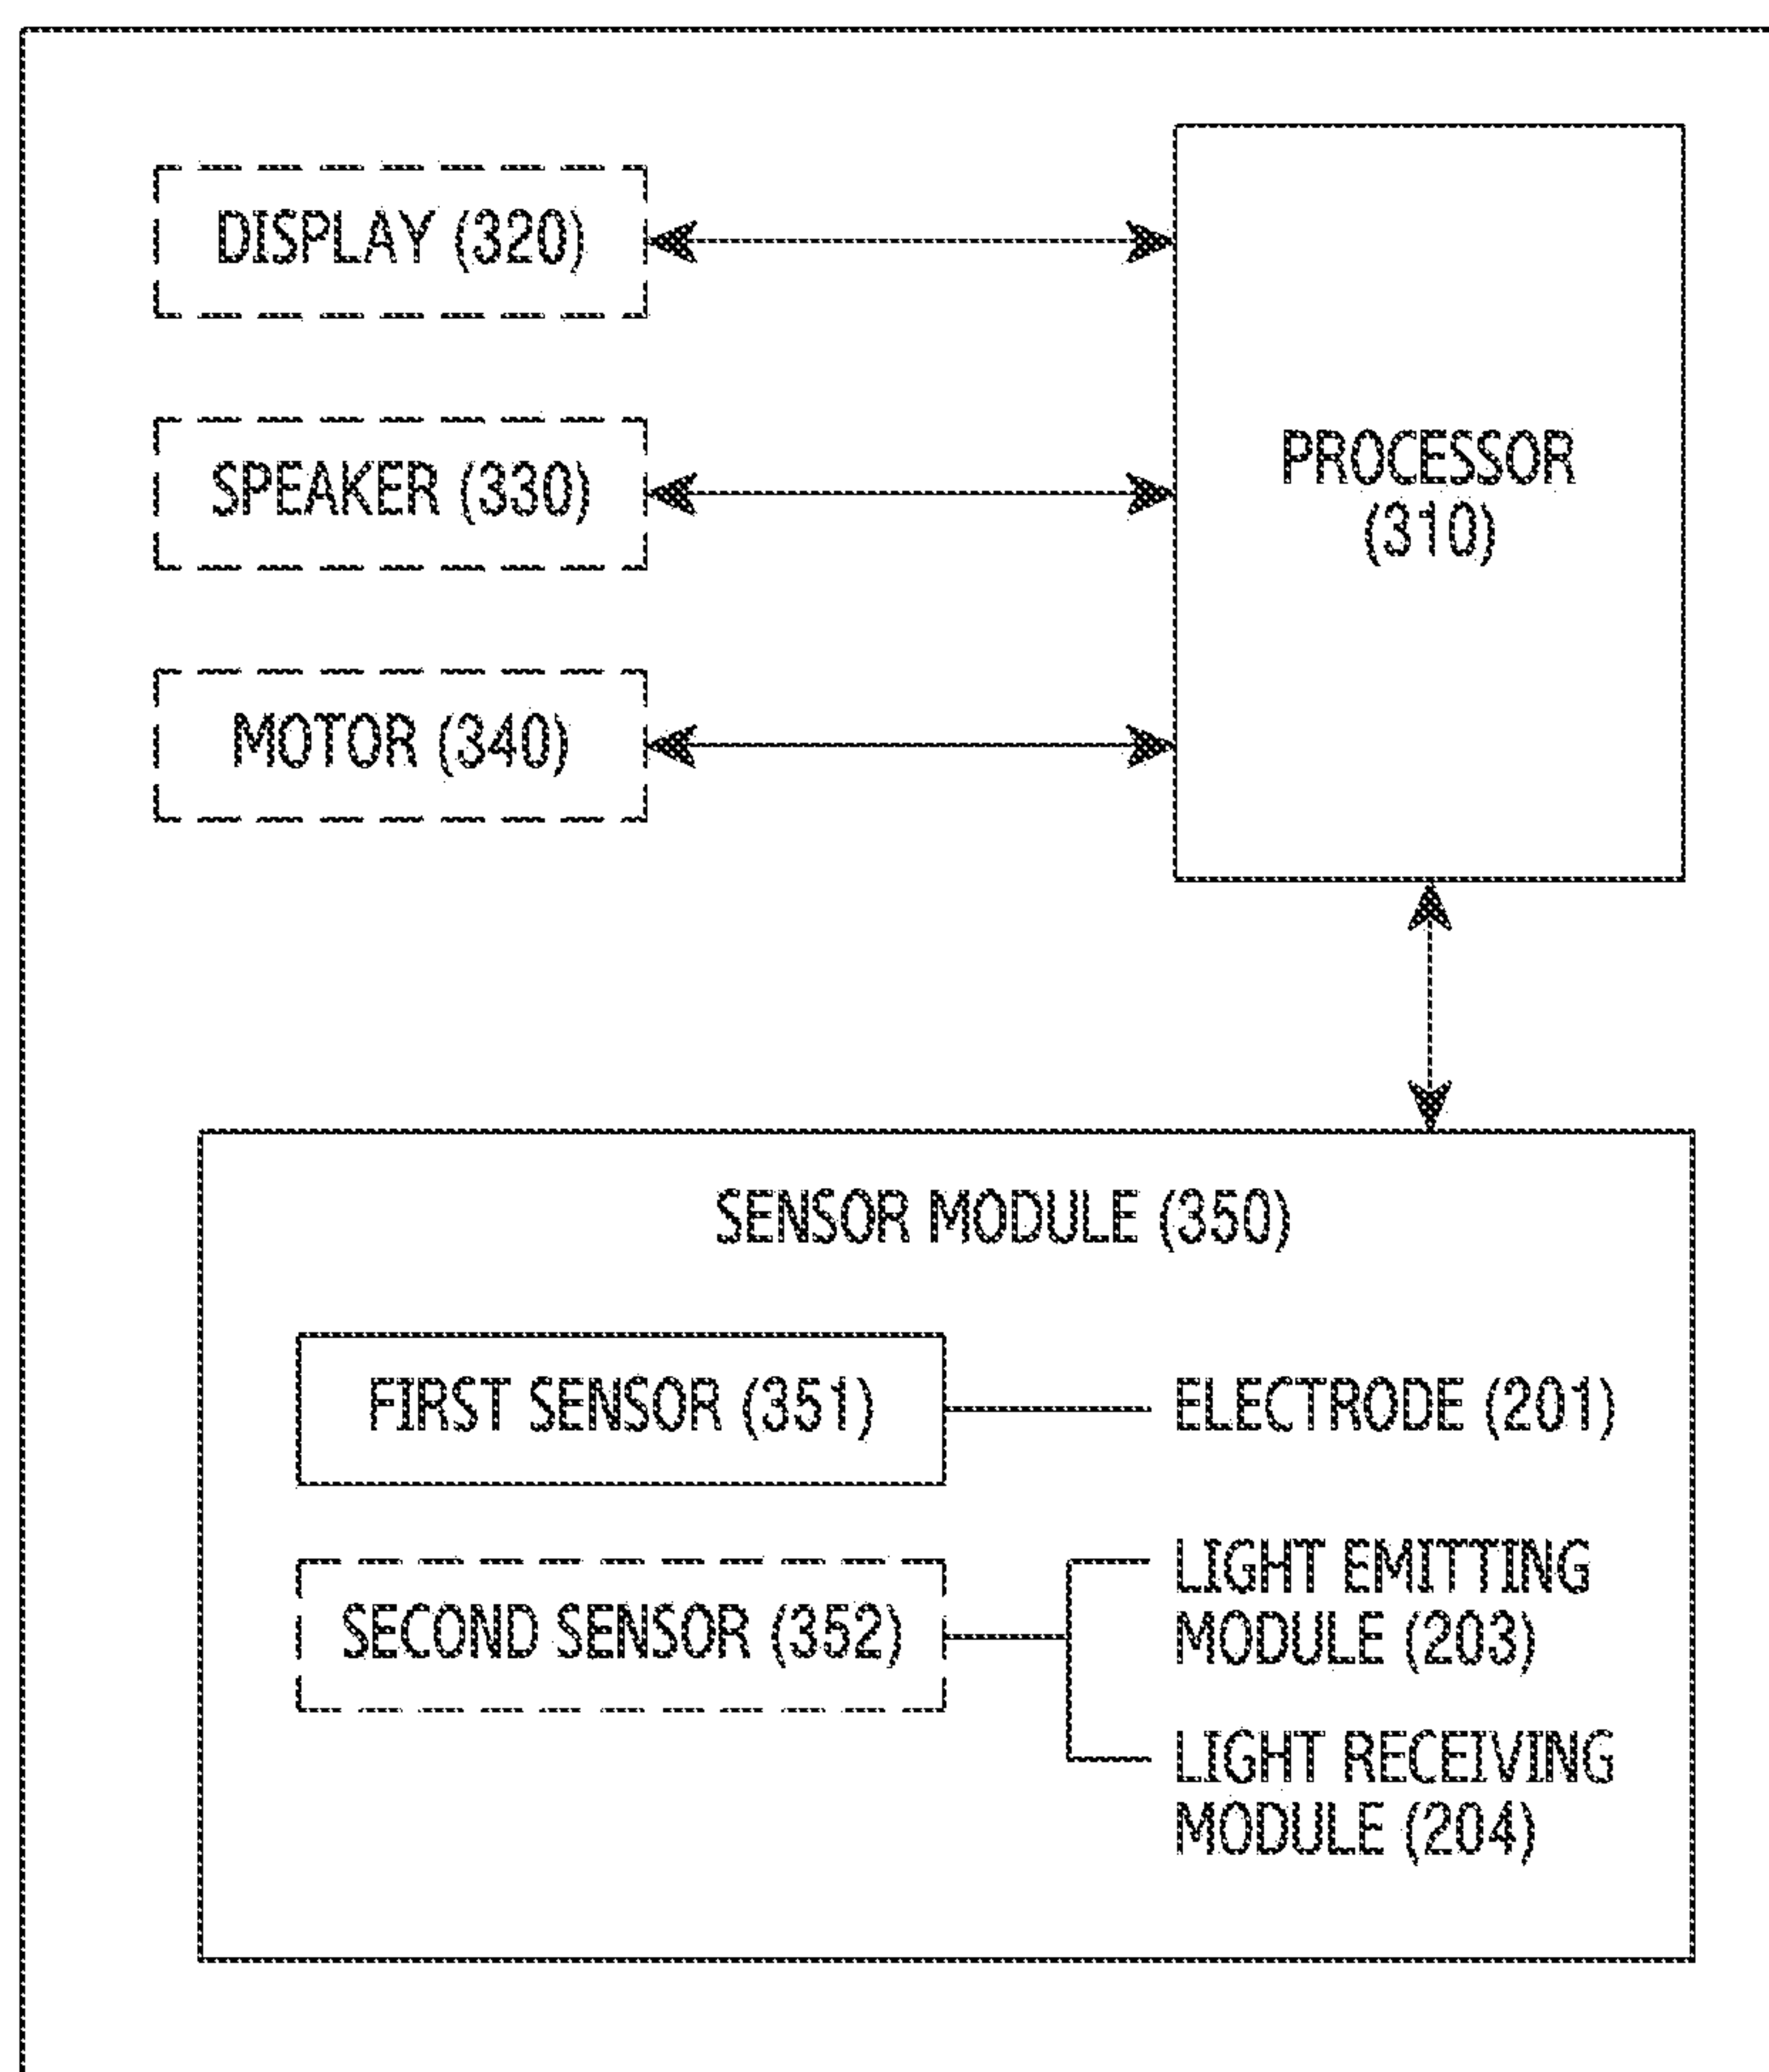 DISPLAY (320)
SPEAKER (330)
MOTOR (340)
PROCESSOR
(310)
SENSOR MODULE (350)
FIRST SENSOR (351)
ELECTRODE (201)
SECOND SENSOR (352)
LIGHT EMITTING
MODULE (203)
LIGHT RECEIVING
MODULE (204)